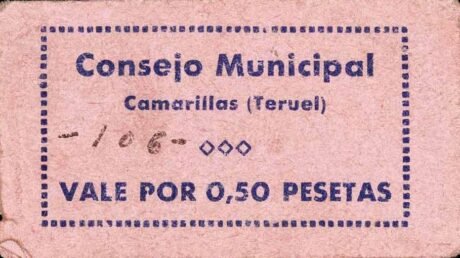 Consejo Municipal
Camarillas (Teruel)
-106-
VALE POR 0,50 PESETAS